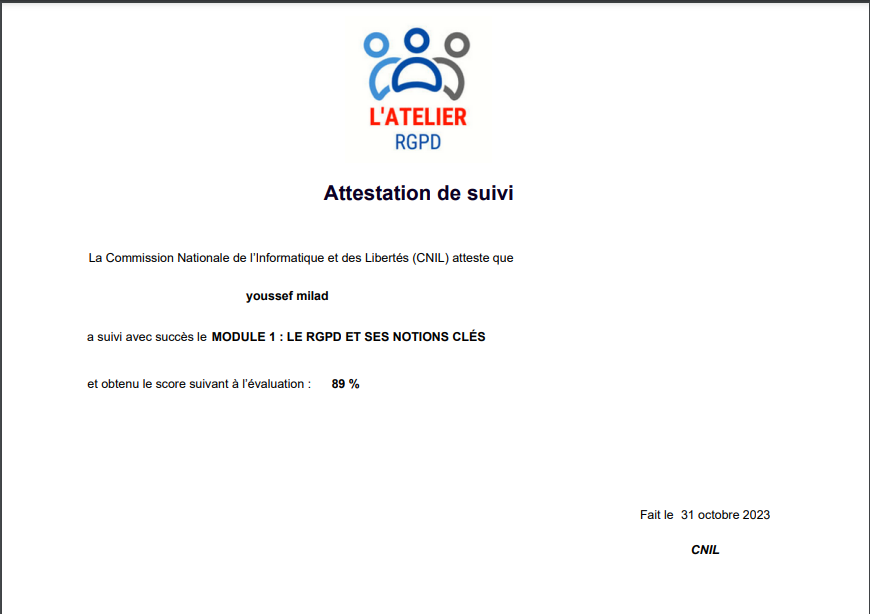 L'ATELIER
RGPD
Attestation de suivi
La Commission Nationale de l'Informatique et des Libertés (CNIL) atteste que
youssef milad
a suivi avec succès le MODULE 1 : LE RGPD ET SES NOTIONS CLÉS
et obtenu le score suivant à l'évaluation : 89 %
Fait le 31 octobre 2023
CNIL